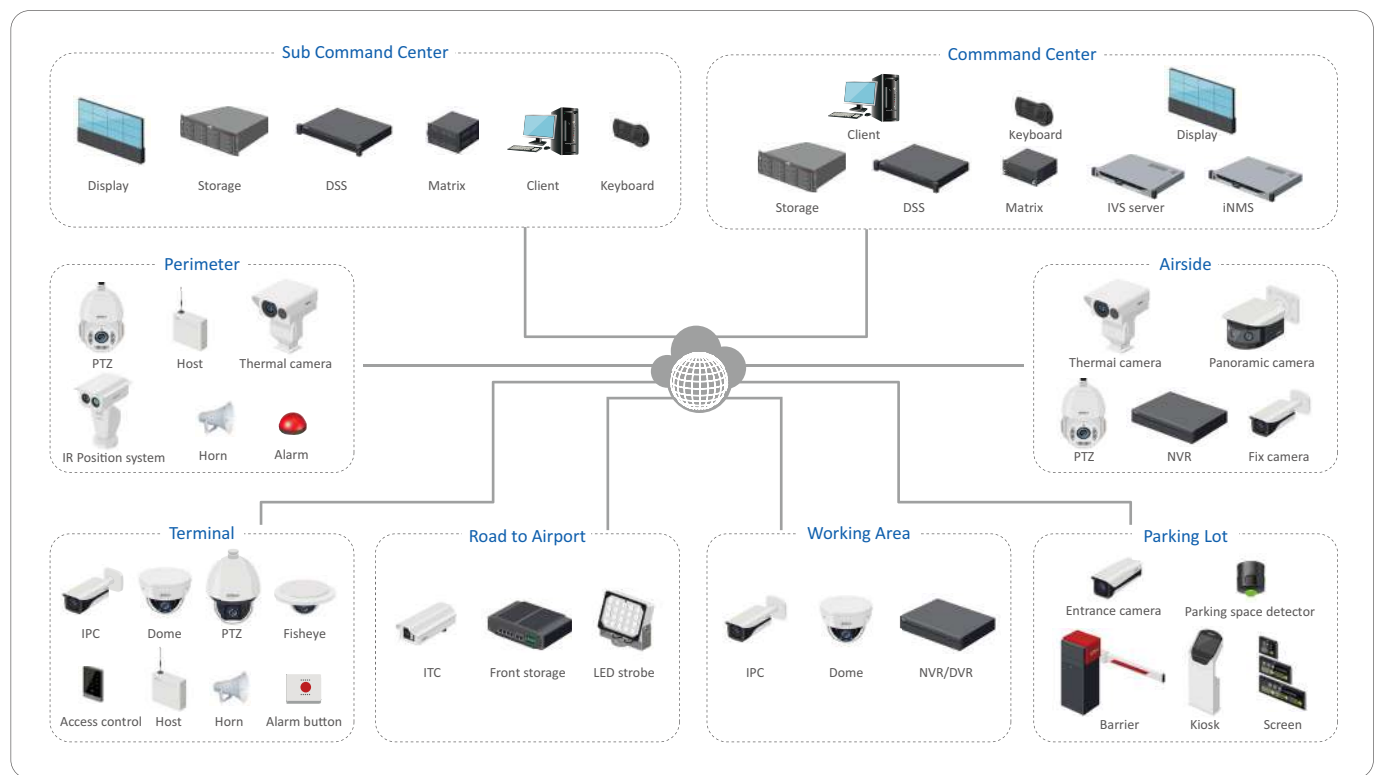 Sub Command Center
Display Storage DSS Matrix Client Keyboard
Commmand Center
Client Keyboard Display
Storage DSS Matrix IVS server iNMS
Perimeter
PTZ Host Thermal camera
IR Position system Horn Alarm
Airside
Thermai camera Panoramic camera
PTZ NVR Fix camera
Terminal
IPC Dome PTZ Fisheye
Access control Host Horn Alarm button
Road to Airport
ITC Front storage LED strobe
Working Area
IPC Dome NVR/DVR
Parking Lot
Entrance camera Parking space detector
Barrier Kiosk Screen